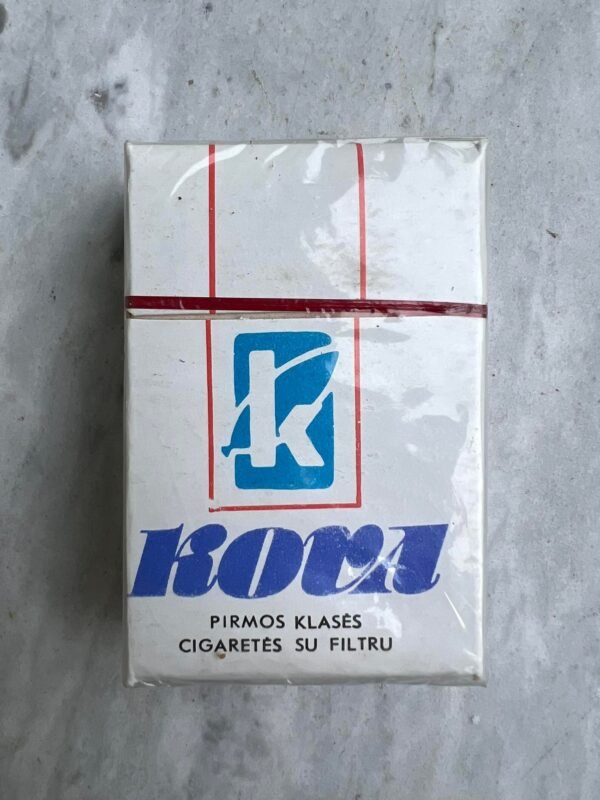 k
KOVA
PIRMOS KLASĖS
CIGARETĖS SU FILTRU